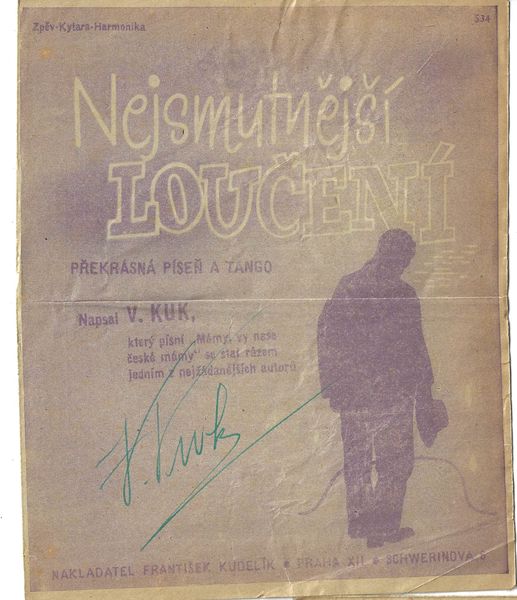 Zpěv-Kytara-Harmonika
534
Nejsmutnější
LOUČENÍ
PŘEKRÁSNÁ PÍSEŇ A TANGO
Napsal V. KUK,
který písní „Mámy, vy naše
české mámy" se stal rázem
jedním z nejžádanějších autorů
V. Kuk
NAKLADATEL FRANTIŠEK KUDELÍK • PRAHA XII • SCHWERINOVA 6